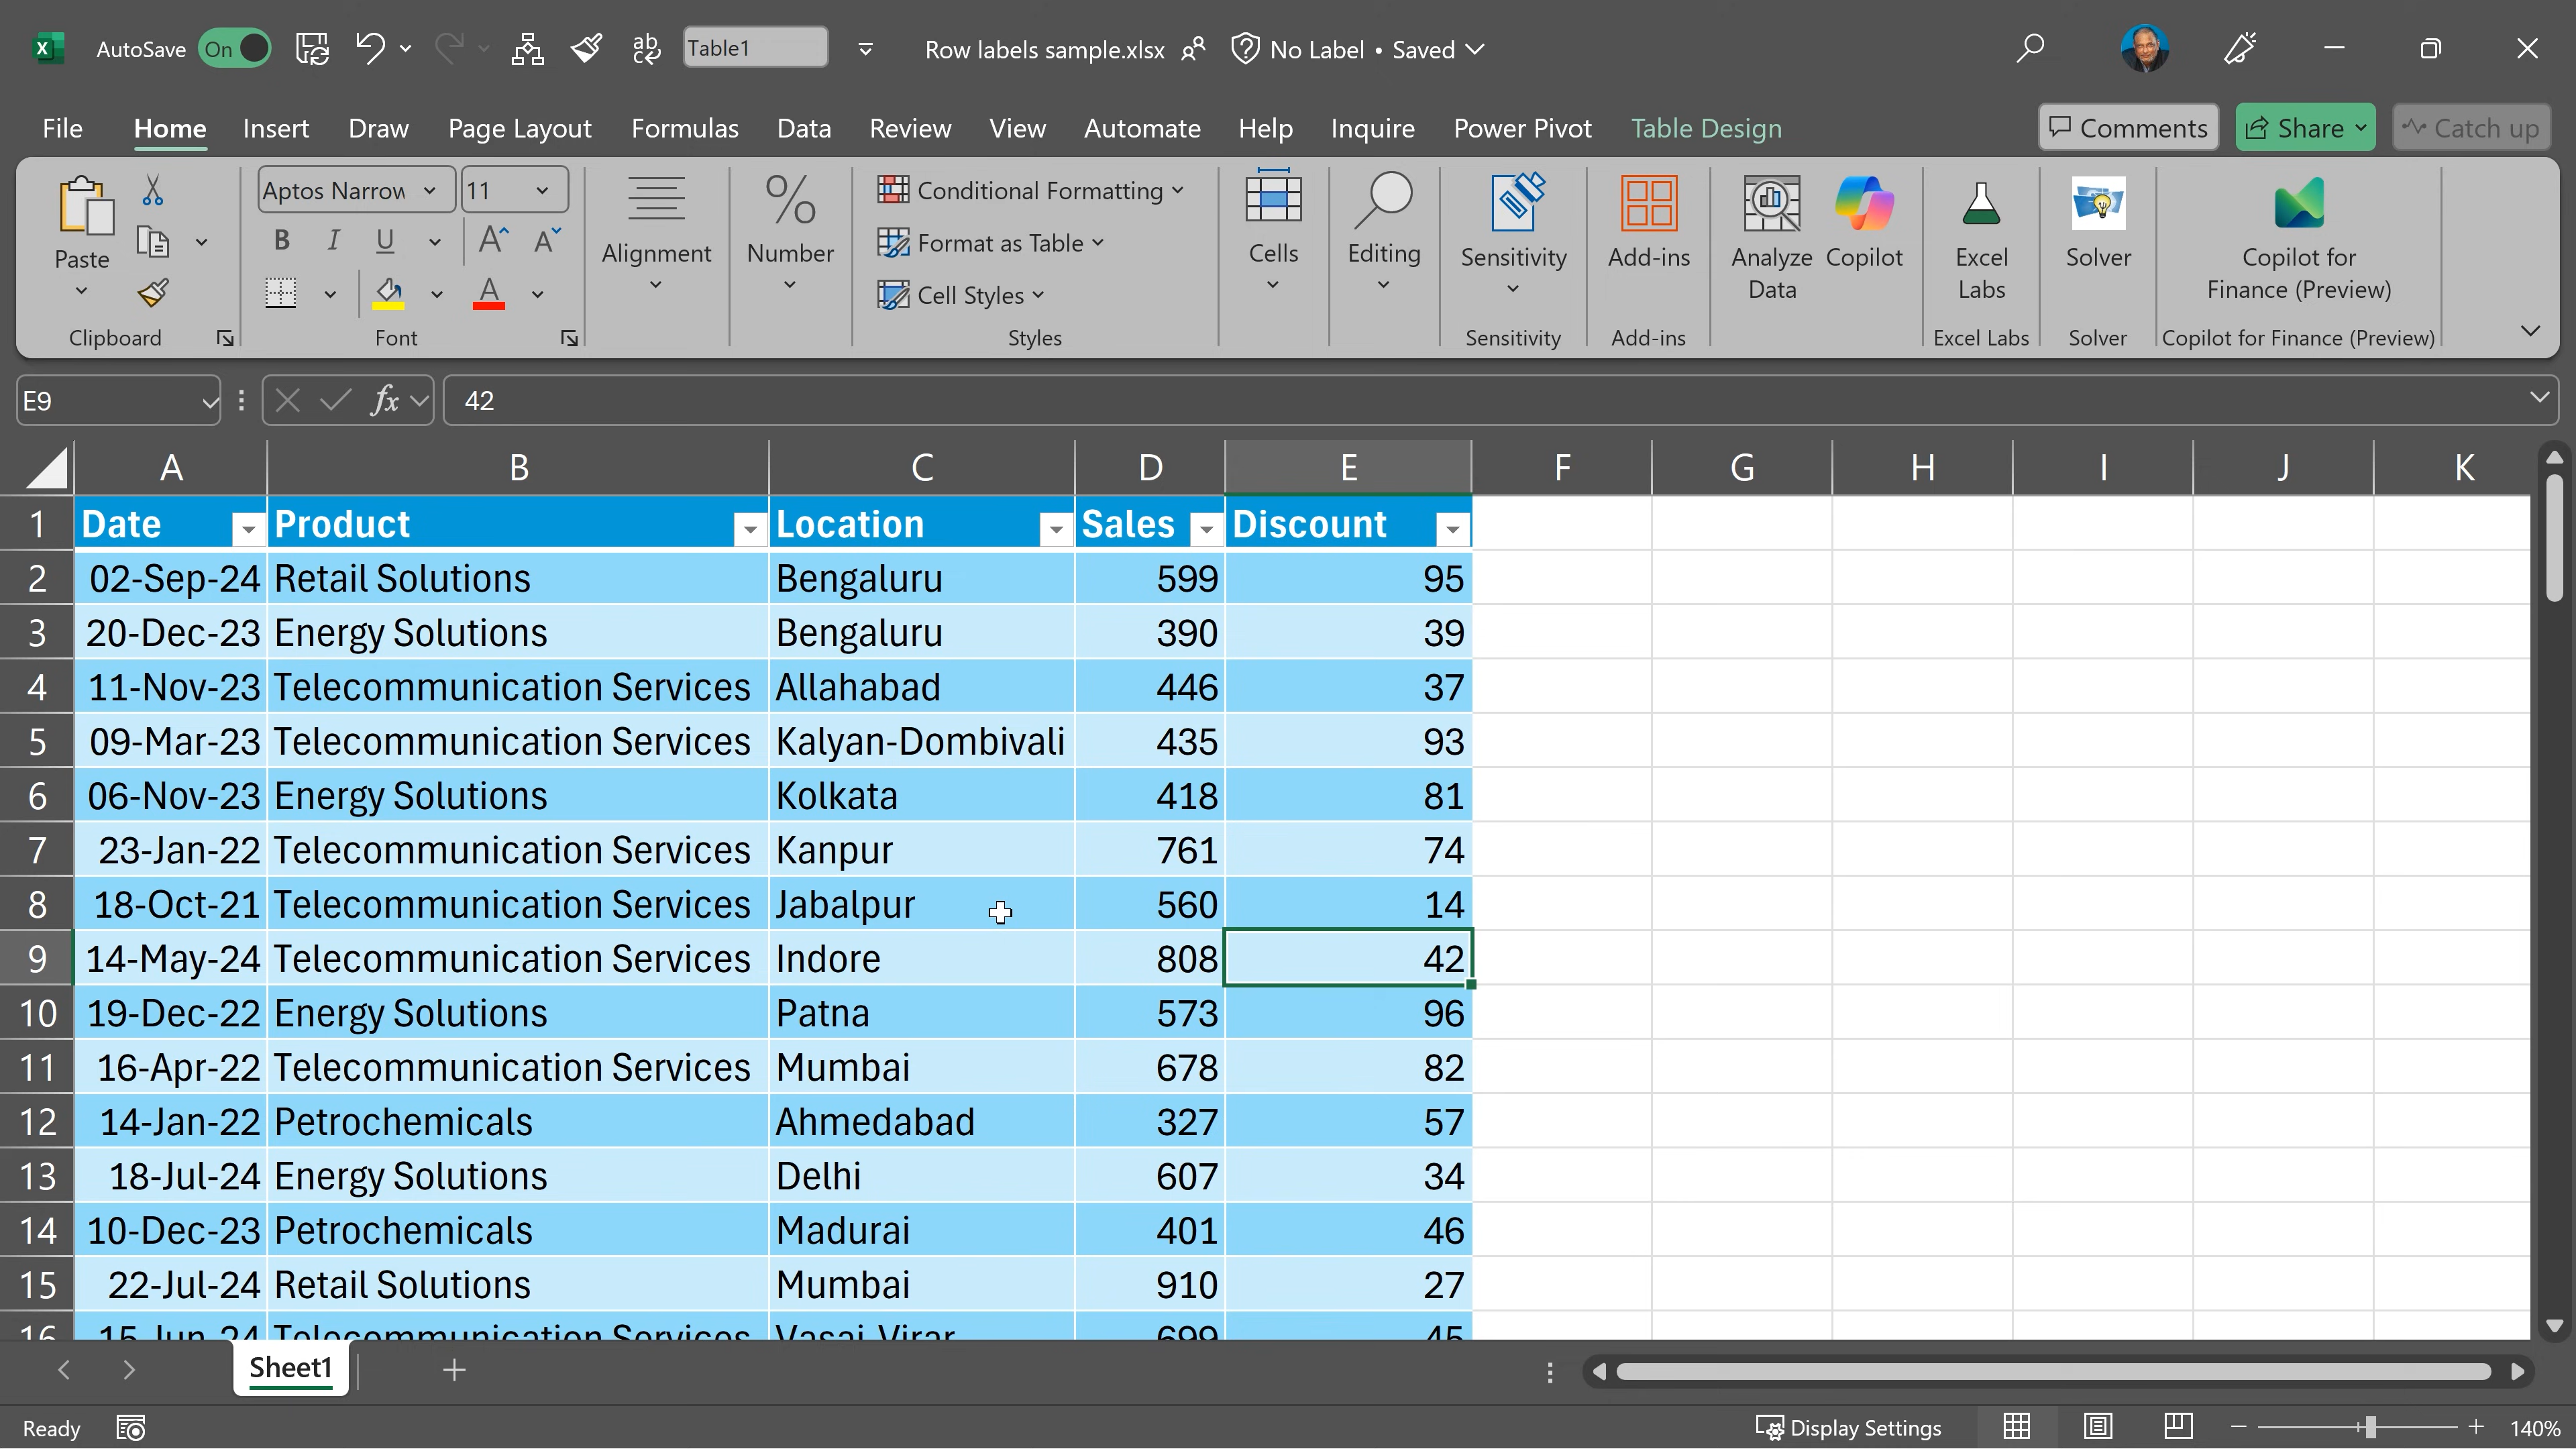 AutoSave On Table1 Row labels sample.xlsx No Label • Saved
File Home Insert Draw Page Layout Formulas Data Review View Automate Help Inquire Power Pivot Table Design Comments Share Catch up
Paste
Clipboard
Aptos Narrow 11
B I U A A
A
Font
Alignment
%
Number
Conditional Formatting
Format as Table
Cell Styles
Styles
Cells
Editing
Sensitivity
Sensitivity
Add-ins
Add-ins
Analyze
Data
Copilot
Excel
Labs
Excel Labs
Solver
Solver
Copilot for
Finance (Preview)
Copilot for Finance (Preview)
E9 fx 42
A B C D E F G H I J K
1 Date Product Location Sales Discount
2 02-Sep-24 Retail Solutions Bengaluru 599 95
3 20-Dec-23 Energy Solutions Bengaluru 390 39
4 11-Nov-23 Telecommunication Services Allahabad 446 37
5 09-Mar-23 Telecommunication Services Kalyan-Dombivali 435 93
6 06-Nov-23 Energy Solutions Kolkata 418 81
7 23-Jan-22 Telecommunication Services Kanpur 761 74
8 18-Oct-21 Telecommunication Services Jabalpur 560 14
9 14-May-24 Telecommunication Services Indore 808 42
10 19-Dec-22 Energy Solutions Patna 573 96
11 16-Apr-22 Telecommunication Services Mumbai 678 82
12 14-Jan-22 Petrochemicals Ahmedabad 327 57
13 18-Jul-24 Energy Solutions Delhi 607 34
14 10-Dec-23 Petrochemicals Madurai 401 46
15 22-Jul-24 Retail Solutions Mumbai 910 27
16 15-Jun-24 Telecommunication Services Vasai-Virar 699 45
Sheet1
Ready Display Settings 140%